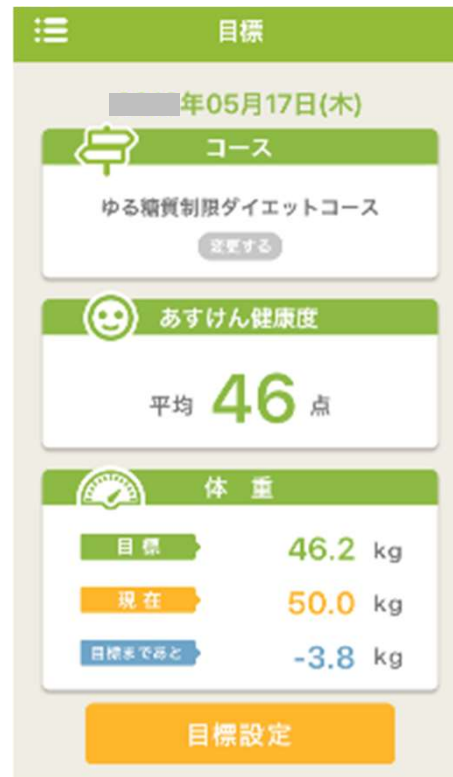 目標
年05月17日(木)
コース
ゆる糖質制限ダイエットコース
変更する
あすけん健康度
平均 46 点
体 重
目標 46.2 kg
現在 50.0 kg
目標まであと -3.8 kg
目標設定